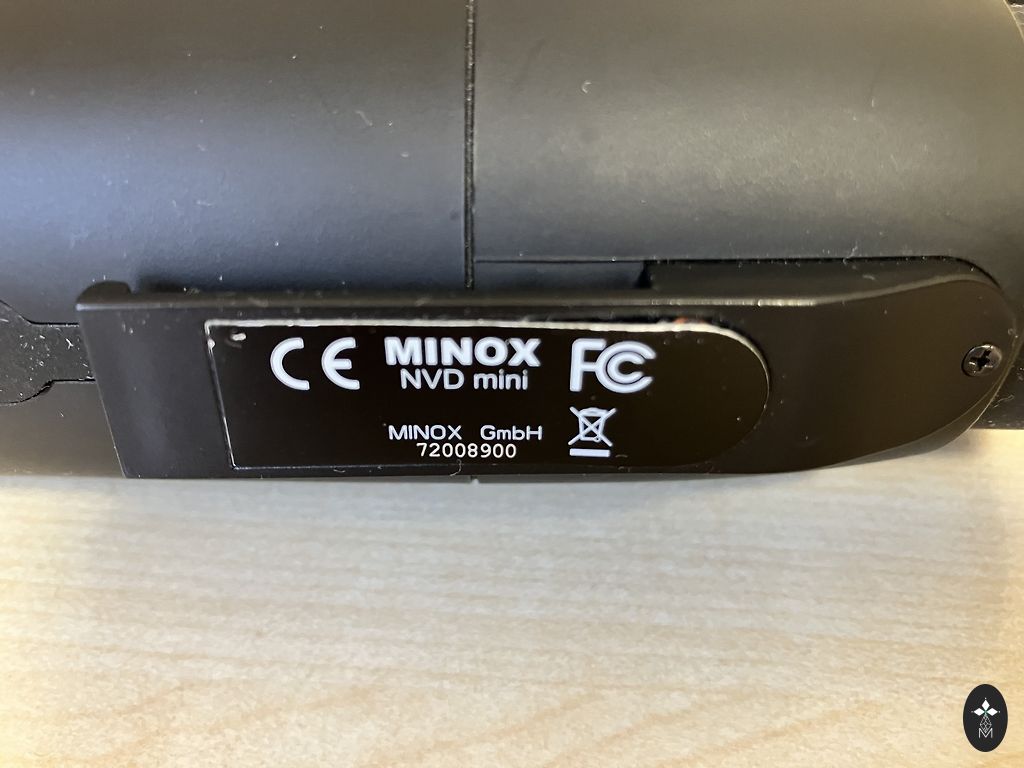 CE MINOX FC
NVD mini
MINOX GmbH
72008900
M